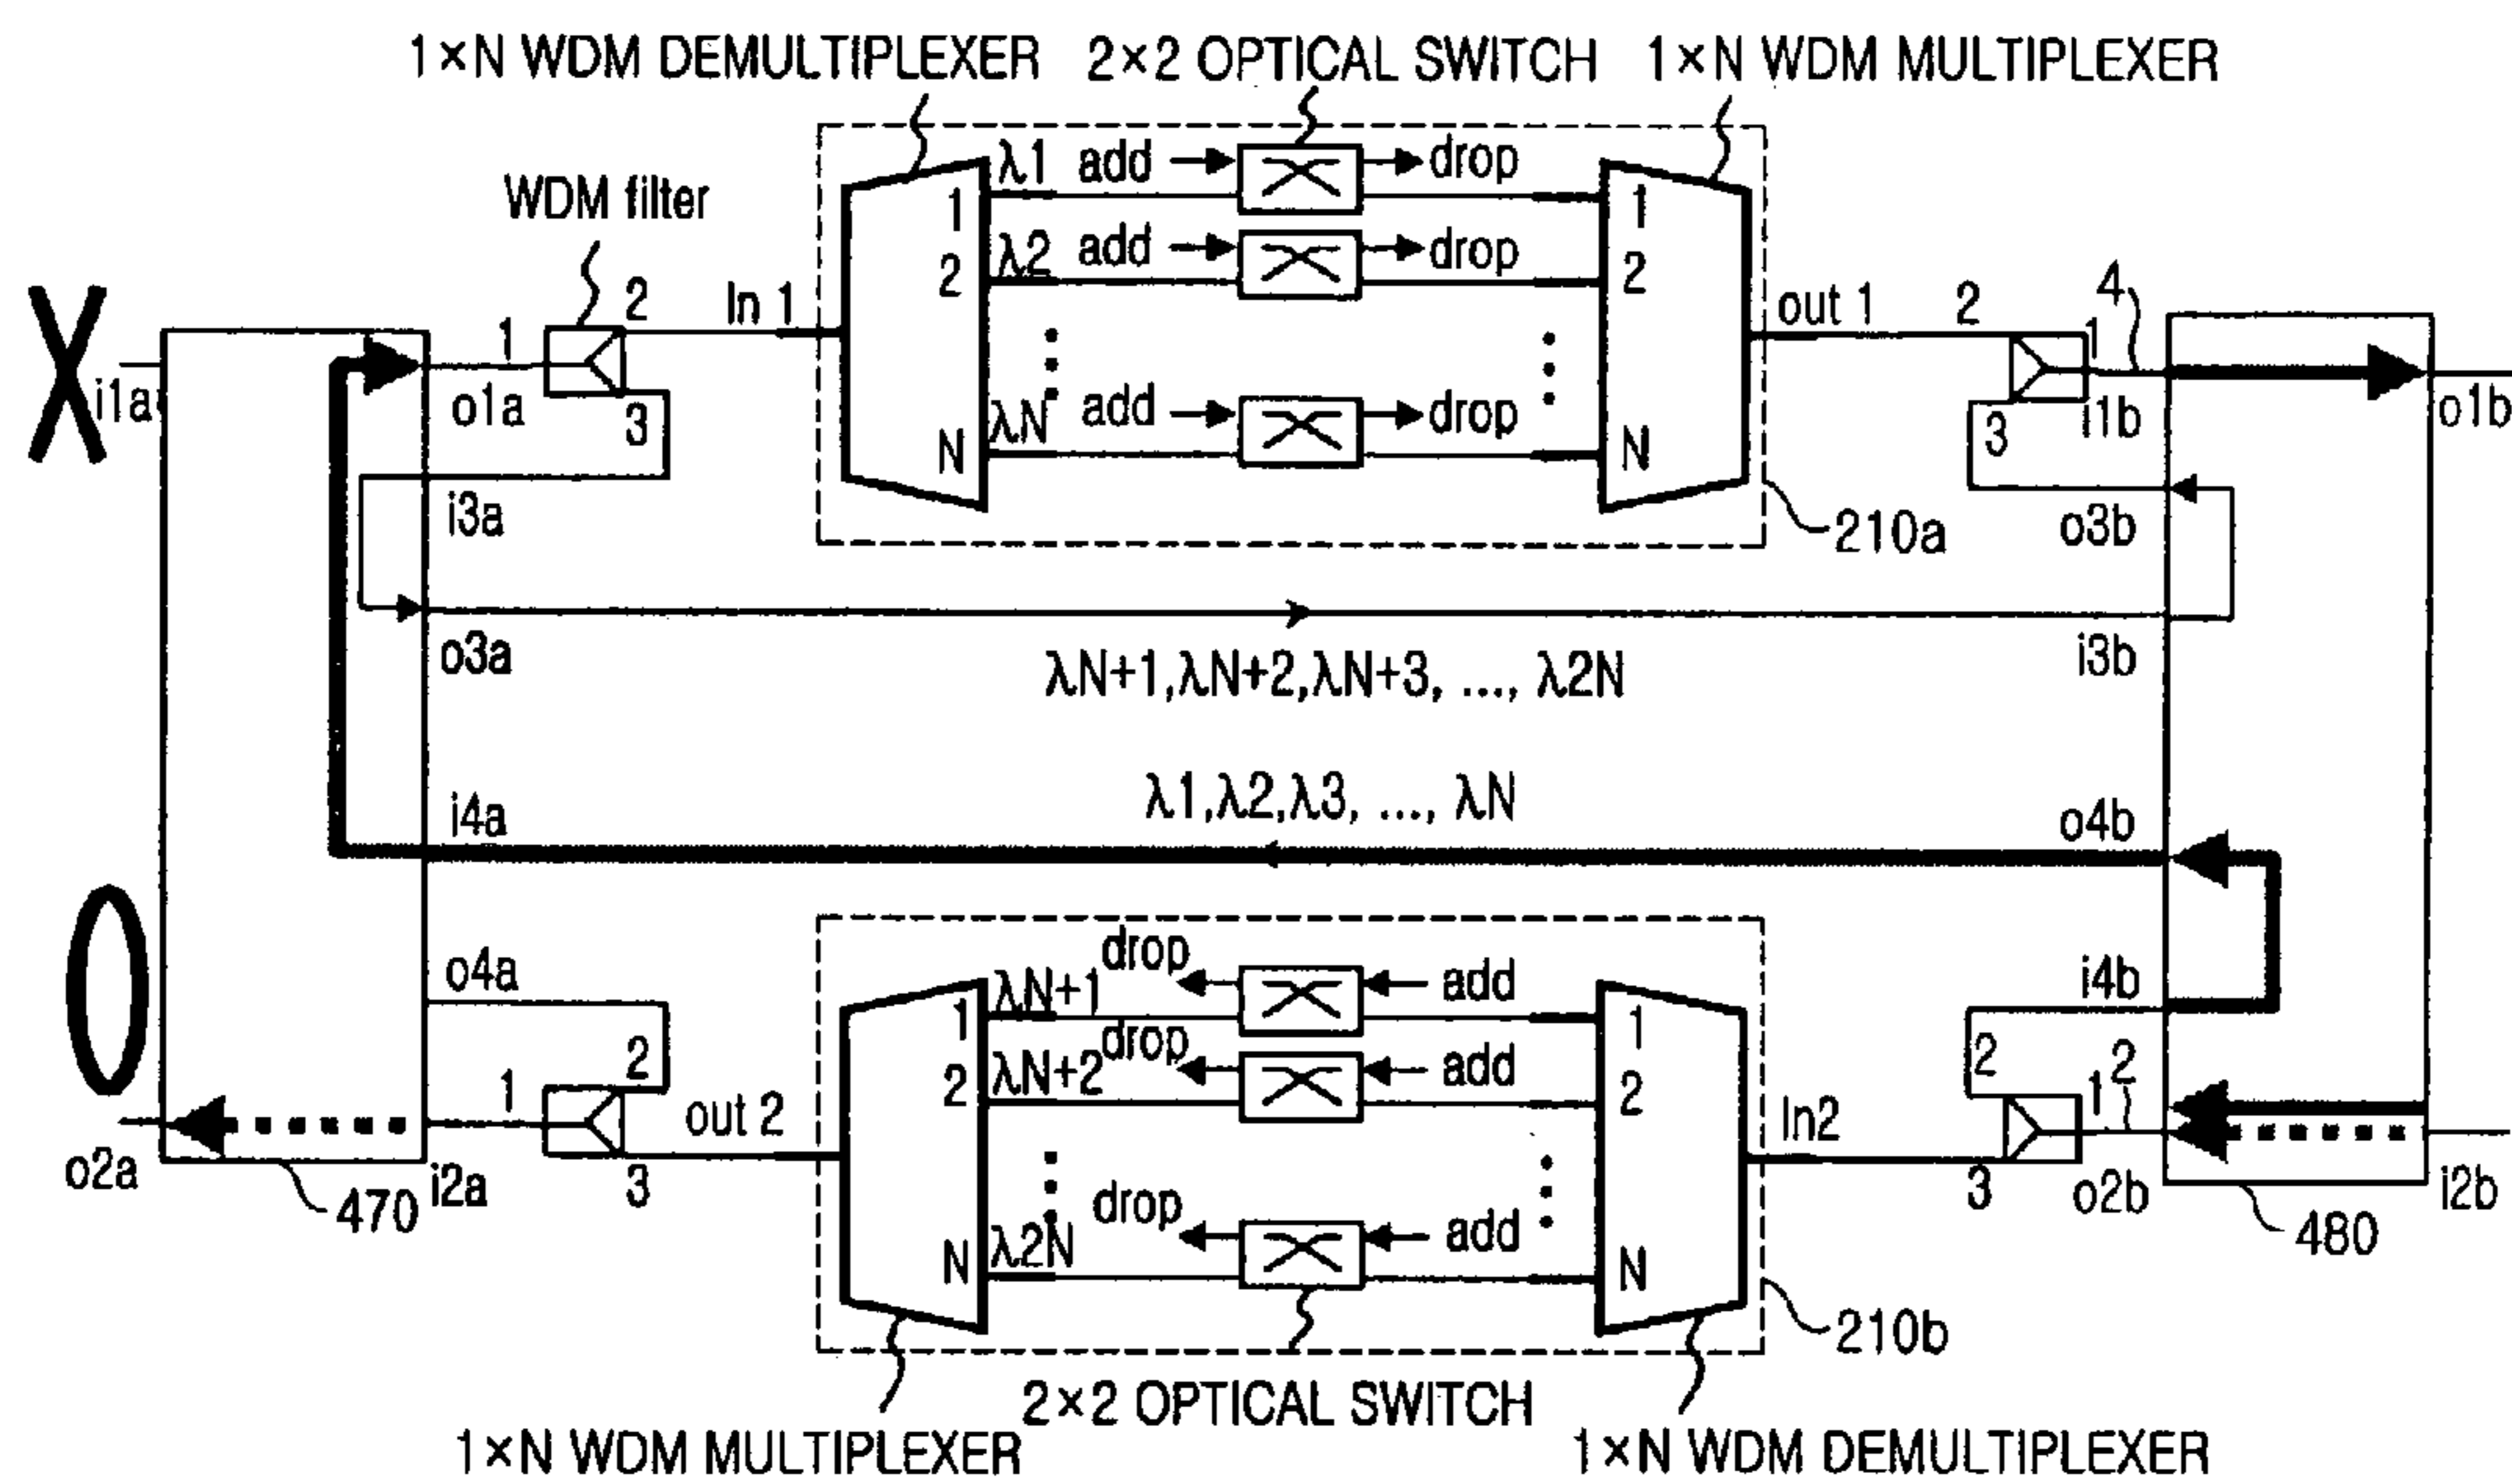 1×N WDM DEMULTIPLEXER 2×2 OPTICAL SWITCH 1×N WDM MULTIPLEXER
WDM filter
λ1 add drop
1 1
λ2 add drop
2 2
λN add drop
N N
X
i1a
1 2
o1a
3
In 1
out 1 2
4
1
i1b
3
o1b
i3a
210a
o3b
o3a
i3b
λN+1,λN+2,λN+3, ..., λ2N
λ1,λ2,λ3, ..., λN
i4a
o4b
O
o4a
i4b
drop add
λN+1
1 1
drop add
λN+2
2 2
drop add
λ2N
N N
1 2
out 2
3
2
In2
1 2
3
o2a
470
i2a
o2b
480
i2b
210b
2×2 OPTICAL SWITCH
1×N WDM MULTIPLEXER 1×N WDM DEMULTIPLEXER